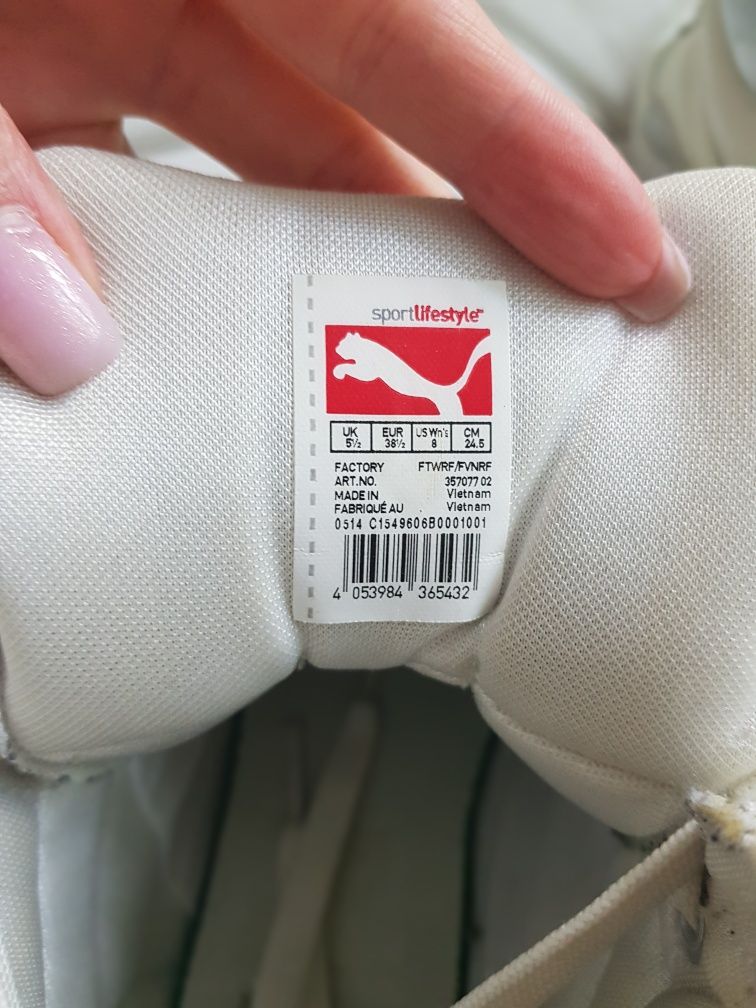 sportlifestyle™
UK EUR US Wn's CM
5½ 38½ 8 24.5
FACTORY FTWRF/FVNRF
ART.NO. 357077 02
MADE IN Vietnam
FABRIQUÉ AU Vietnam
0514 C1549606B0001001
4 053984 365432